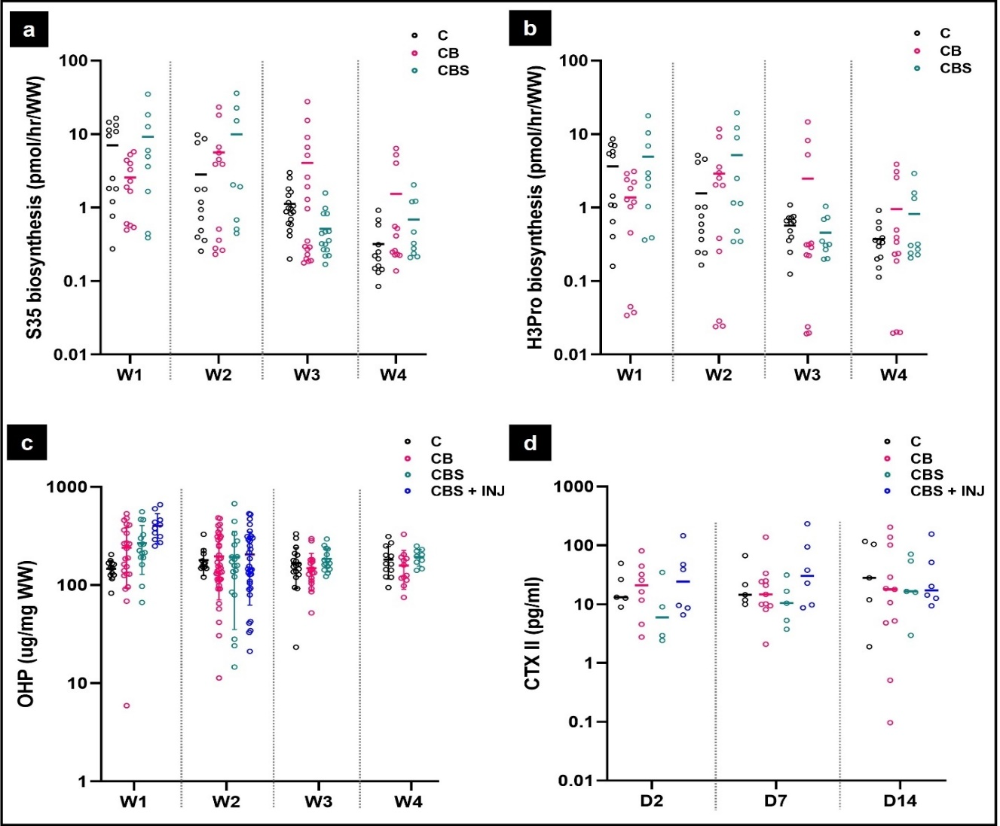 a
C
CB
CBS
S35 biosynthesis (pmol/hr/WW)
100
10
1
0.1
0.01
W1 W2 W3 W4
b
C
CB
CBS
H3Pro biosynthesis (pmol/hr/WW)
100
10
1
0.1
0.01
W1 W2 W3 W4
c
C
CB
CBS
CBS + INJ
OHP (ug/mg WW)
1000
100
10
1
W1 W2 W3 W4
d
C
CB
CBS
CBS + INJ
CTX II (pg/ml)
1000
100
10
1
0.1
0.01
D2 D7 D14